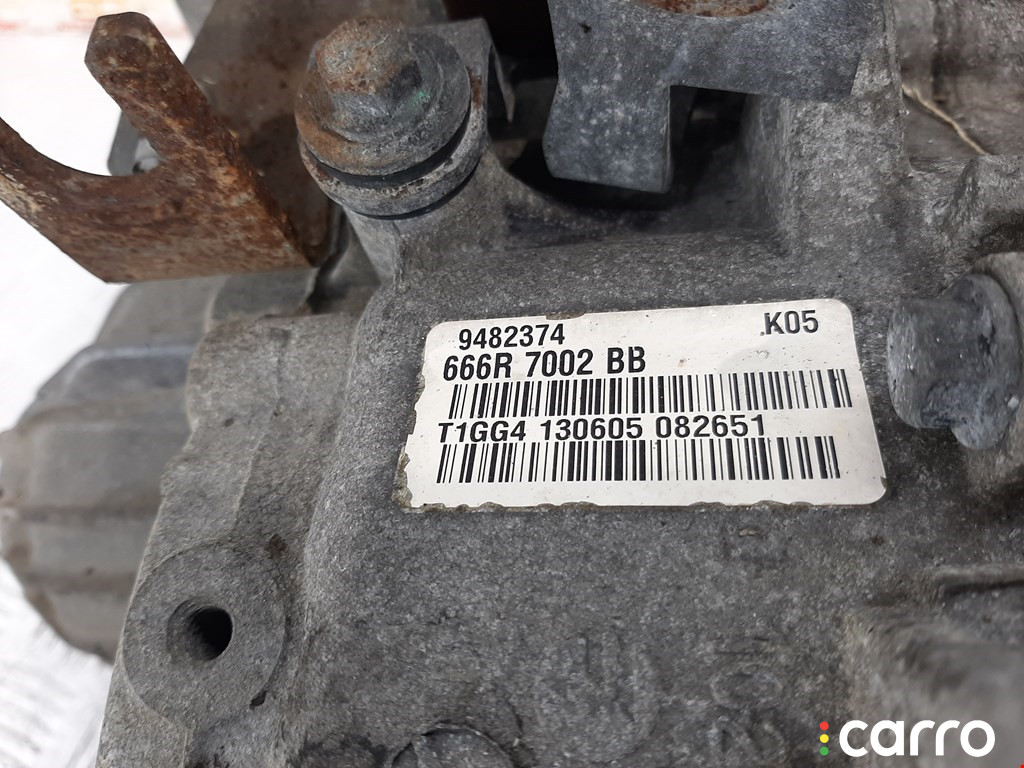 9482374 .K05
666R 7002 BB
T1GG4 130605 082651
carro